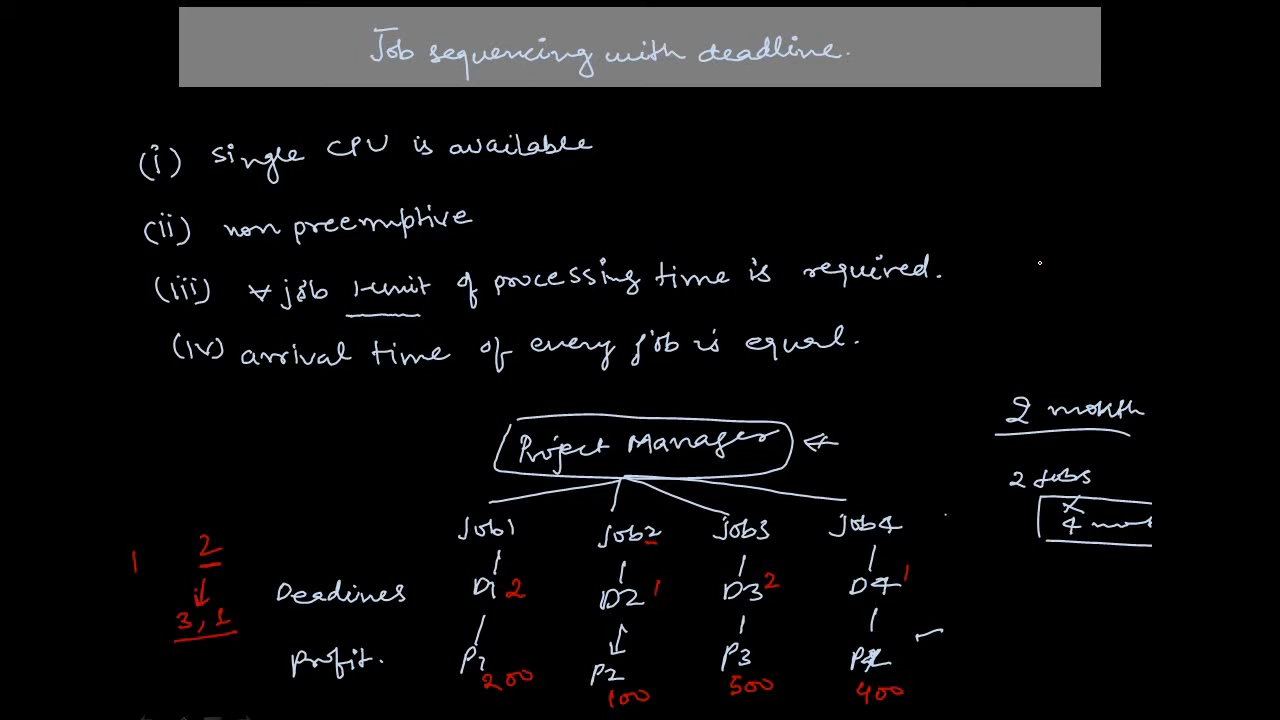 Job sequencing with deadline.
(i) single CPU is available
(ii) non preemptive
(iii) ∀ job 1-unit of processing time is required.
(iv) arrival time of every job is equal.
2 month
Project Manager
2 jobs
4 mo
Job1 Job2 Job3 Job4
1 2
Deadlines D1 2 D2 1 D3 2 D4 1
3, 1
Profit. P1 P2 P3 P4
200 100 500 400